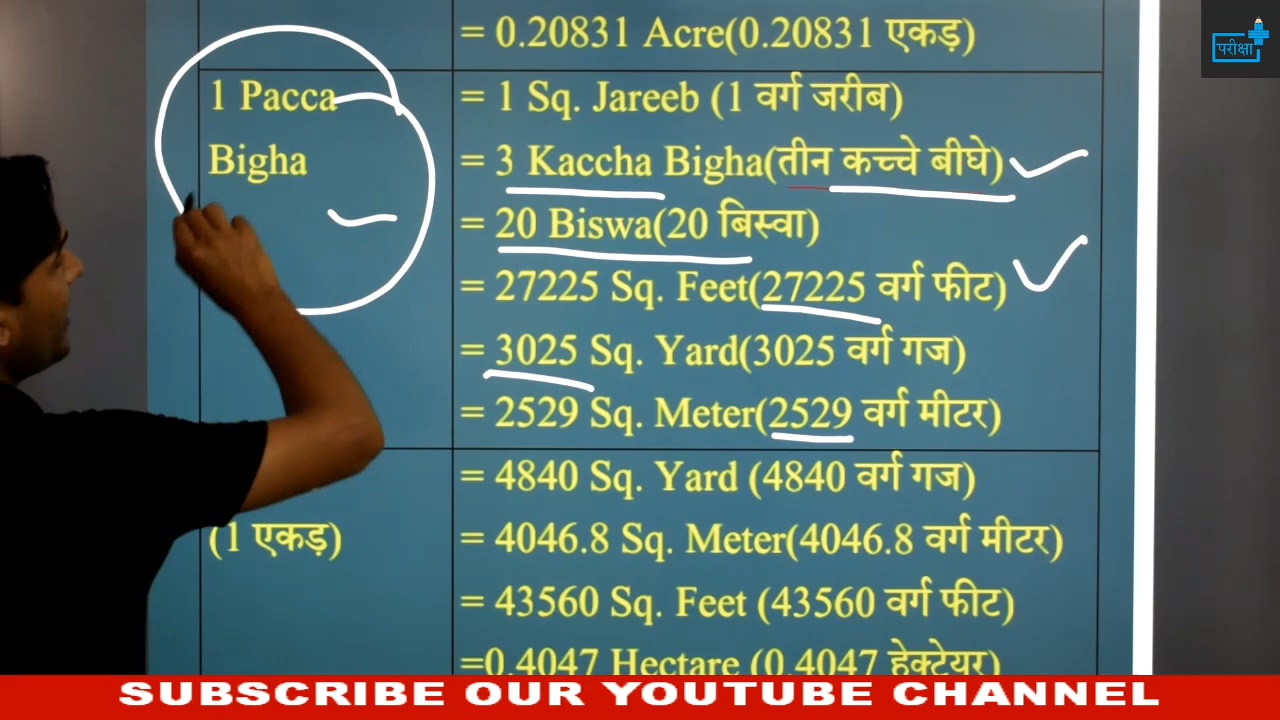 = 0.20831 Acre(0.20831 एकड़)
परीक्षा
1 Pacca = 1 Sq. Jareeb (1 वर्ग जरीब)
Bigha = 3 Kaccha Bigha(तीन कच्चे बीघे)
= 20 Biswa(20 बिस्वा)
= 27225 Sq. Feet(27225 वर्ग फीट)
= 3025 Sq. Yard(3025 वर्ग गज)
= 2529 Sq. Meter(2529 वर्ग मीटर)
= 4840 Sq. Yard (4840 वर्ग गज)
(1 एकड़) = 4046.8 Sq. Meter(4046.8 वर्ग मीटर)
= 43560 Sq. Feet (43560 वर्ग फीट)
=0.4047 Hectare (0.4047 हेक्टेयर)
SUBSCRIBE OUR YOUTUBE CHANNEL